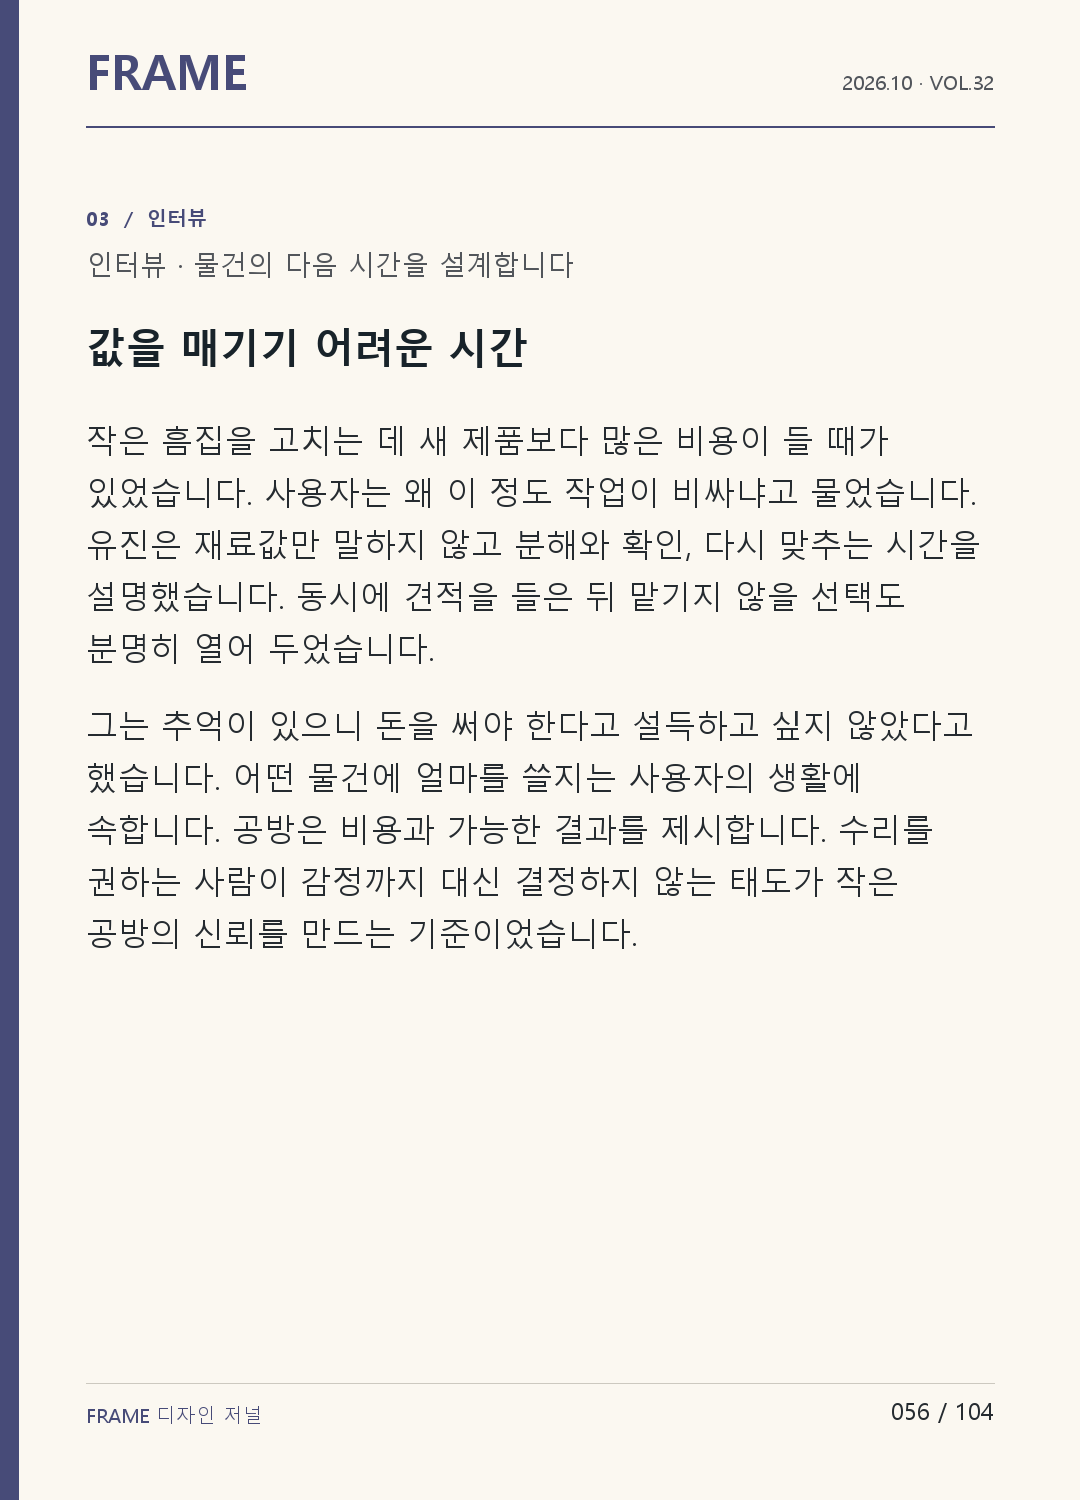 FRAME
2026.10 · VOL.32
03 / 인터뷰
인터뷰 · 물건의 다음 시간을 설계합니다
값을 매기기 어려운 시간
작은 흠집을 고치는 데 새 제품보다 많은 비용이 들 때가
있었습니다. 사용자는 왜 이 정도 작업이 비싸냐고 물었습니다.
유진은 재료값만 말하지 않고 분해와 확인, 다시 맞추는 시간을
설명했습니다. 동시에 견적을 들은 뒤 맡기지 않을 선택도
분명히 열어 두었습니다.
그는 추억이 있으니 돈을 써야 한다고 설득하고 싶지 않았다고
했습니다. 어떤 물건에 얼마를 쓸지는 사용자의 생활에
속합니다. 공방은 비용과 가능한 결과를 제시합니다. 수리를
권하는 사람이 감정까지 대신 결정하지 않는 태도가 작은
공방의 신뢰를 만드는 기준이었습니다.
FRAME 디자인 저널
056 / 104